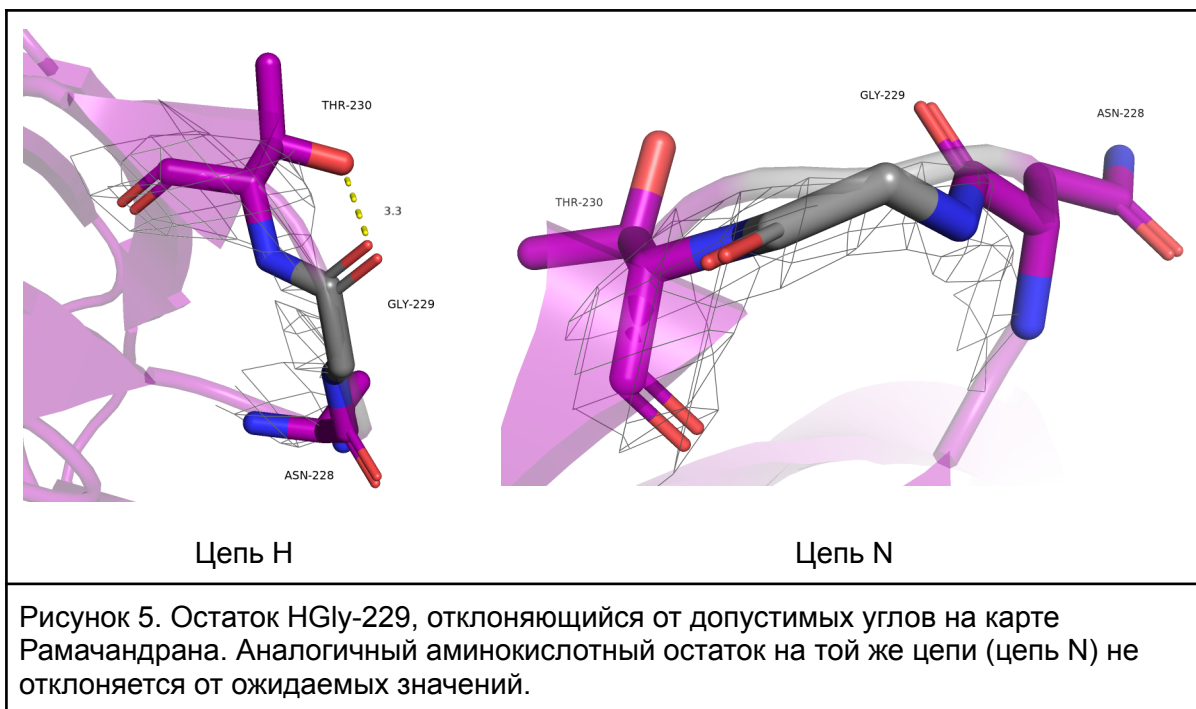 THR-230
3.3
GLY-229
ASN-228
GLY-229
ASN-228
THR-230
Цепь H
Цепь N
Рисунок 5. Остаток HGly-229, отклоняющийся от допустимых углов на карте
Рамачандрана. Аналогичный аминокислотный остаток на той же цепи (цепь N) не
отклоняется от ожидаемых значений.